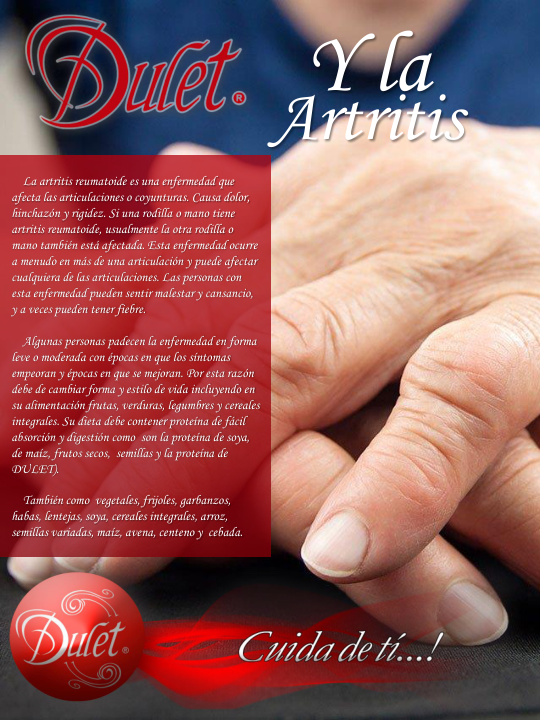 Dulet®
Y la
Artritis
La artritis reumatoide es una enfermedad que
afecta las articulaciones o coyunturas. Causa dolor,
hinchazón y rigidez. Si una rodilla o mano tiene
artritis reumatoide, usualmente la otra rodilla o
mano también está afectada. Esta enfermedad ocurre
a menudo en más de una articulación y puede afectar
cualquiera de las articulaciones. Las personas con
esta enfermedad pueden sentir malestar y cansancio,
y a veces pueden tener fiebre.
Algunas personas padecen la enfermedad en forma
leve o moderada con épocas en que los síntomas
empeoran y épocas en que se mejoran. Por esta razón
debe de cambiar forma y estilo de vida incluyendo en
su alimentación frutas, verduras, legumbres y cereales
integrales. Su dieta debe contener proteína de fácil
absorción y digestión como son la proteína de soya,
de maíz, frutos secos, semillas y la proteína de
DULET).
También como vegetales, frijoles, garbanzos,
habas, lentejas, soya, cereales integrales, arroz,
semillas variadas, maíz, avena, centeno y cebada.
Dulet®
Cuida de tí...!